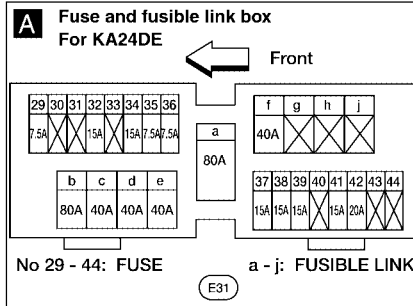 A Fuse and fusible link box
For KA24DE
Front
29 30 31 32 33 34 35 36
7.5A 15A 15A 7.5A 7.5A
a
80A
f g h j
40A
b c d e
80A 40A 40A 40A
37 38 39 40 41 42 43 44
15A 15A 15A 15A 20A
No 29 - 44: FUSE
a - j: FUSIBLE LINK
E31